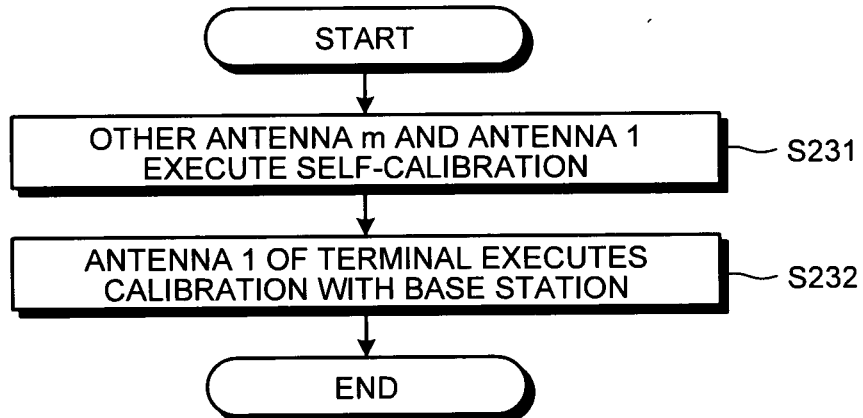 START
OTHER ANTENNA m AND ANTENNA 1
EXECUTE SELF-CALIBRATION
S231
ANTENNA 1 OF TERMINAL EXECUTES
CALIBRATION WITH BASE STATION
S232
END